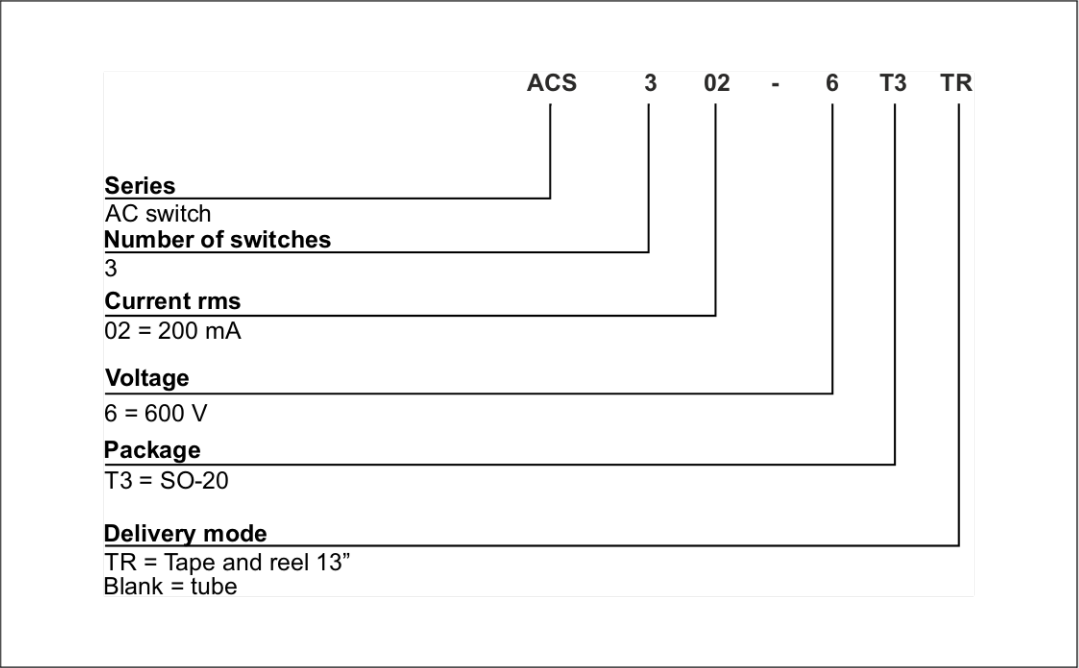 ACS 3 02 - 6 T3 TR
Series
AC switch
Number of switches
3
Current rms
02 = 200 mA
Voltage
6 = 600 V
Package
T3 = SO-20
Delivery mode
TR = Tape and reel 13”
Blank = tube